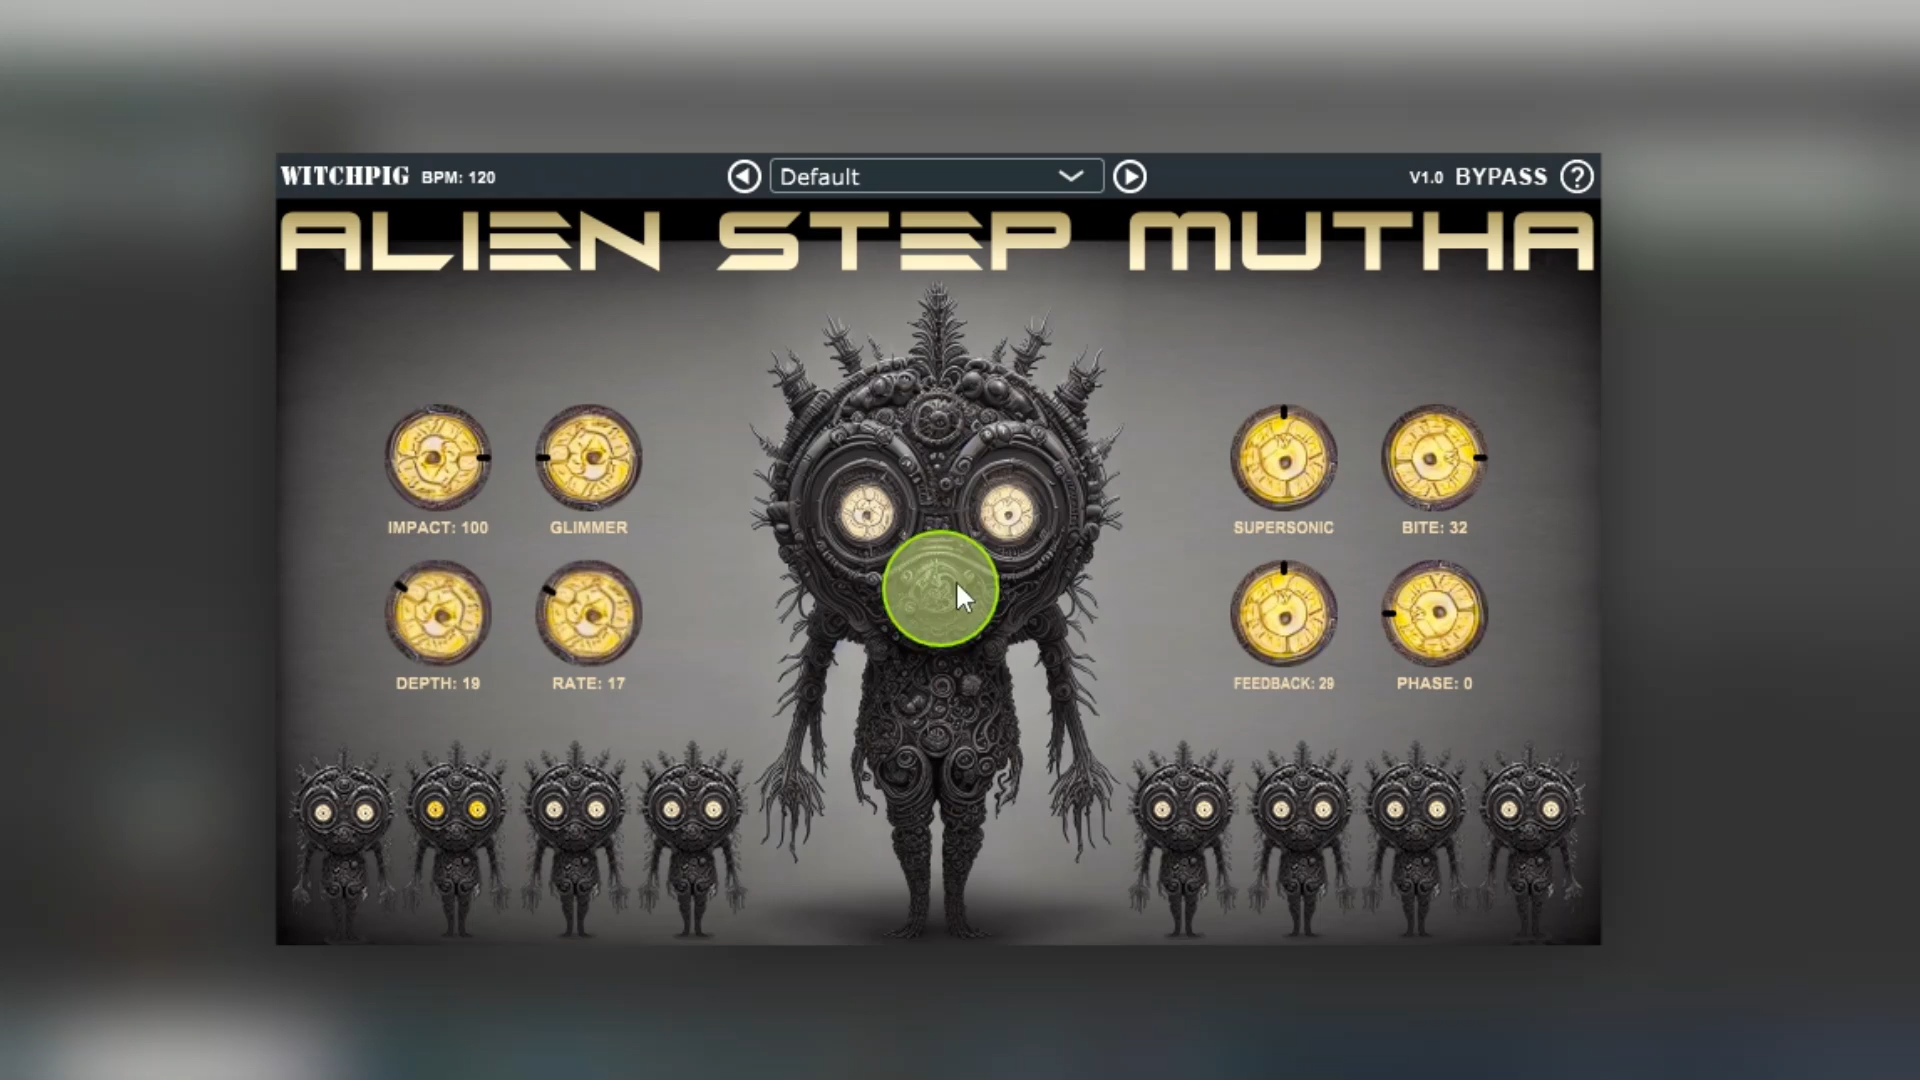 WITCHPIG BPM: 120 Default V1.0 BYPASS ?
ALIEN STEP MUTHA
IMPACT: 100 GLIMMER SUPERSONIC BITE: 32
DEPTH: 19 RATE: 17 FEEDBACK: 29 PHASE: 0